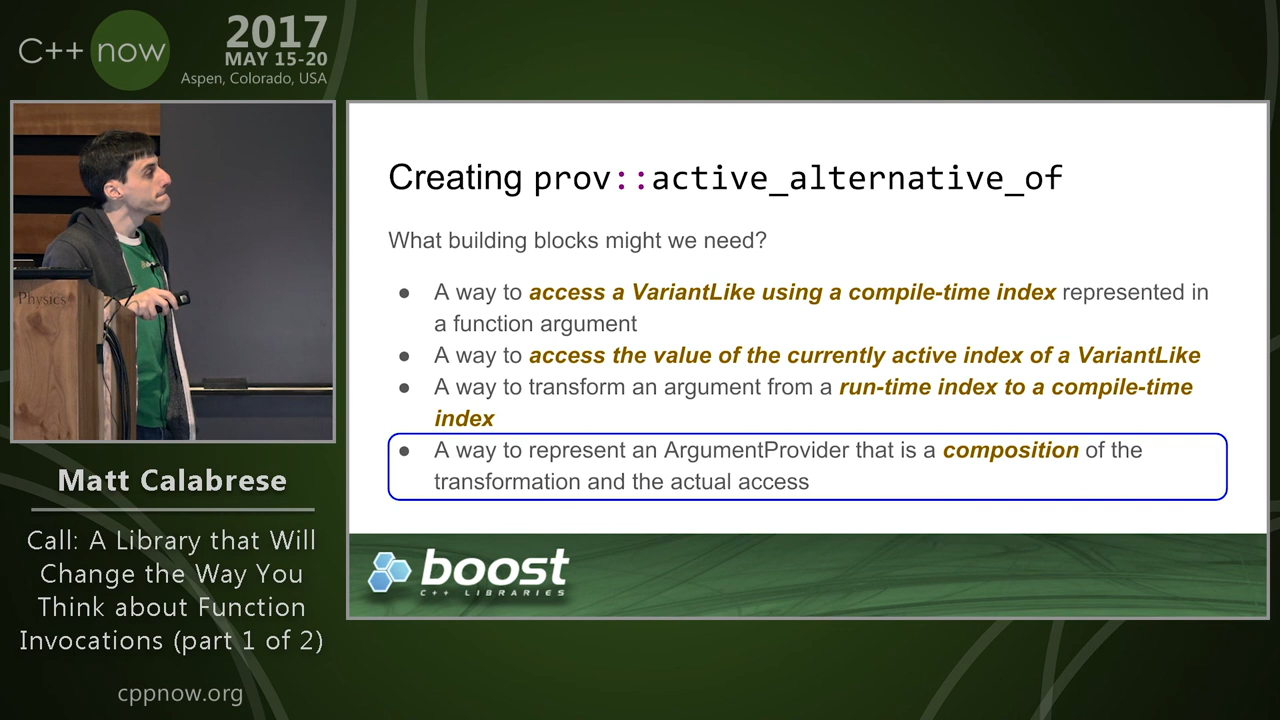 C++ now
2017
MAY 15-20
Aspen, Colorado, USA
Physics
Matt Calabrese
Call: A Library that Will
Change the Way You
Think about Function
Invocations (part 1 of 2)
cppnow.org
Creating prov::active_alternative_of
What building blocks might we need?
● A way to access a VariantLike using a compile-time index represented in
a function argument
● A way to access the value of the currently active index of a VariantLike
● A way to transform an argument from a run-time index to a compile-time
index
● A way to represent an ArgumentProvider that is a composition of the
transformation and the actual access
boost
C++ LIBRARIES